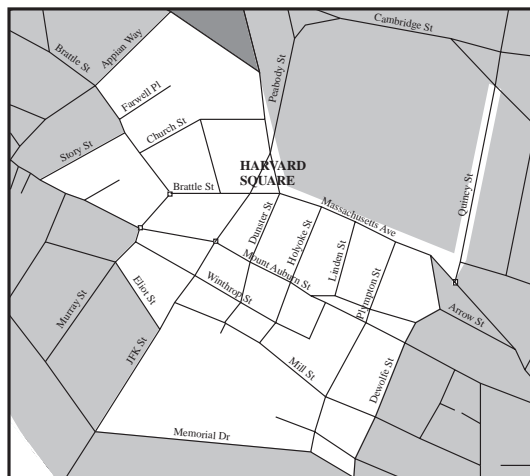 Cambridge St
Brattle St
Appian Way
Peabody St
Farwell Pl
Church St
Story St
HARVARD
SQUARE
Brattle St
Quincy St
Massachusetts Ave
Dunster St
Holyoke St
Linden St
Mount Auburn St
Plympton St
Eliot St
Winthrop St
Murray St
Arrow St
JFK St
Mill St
Dewolfe St
Memorial Dr